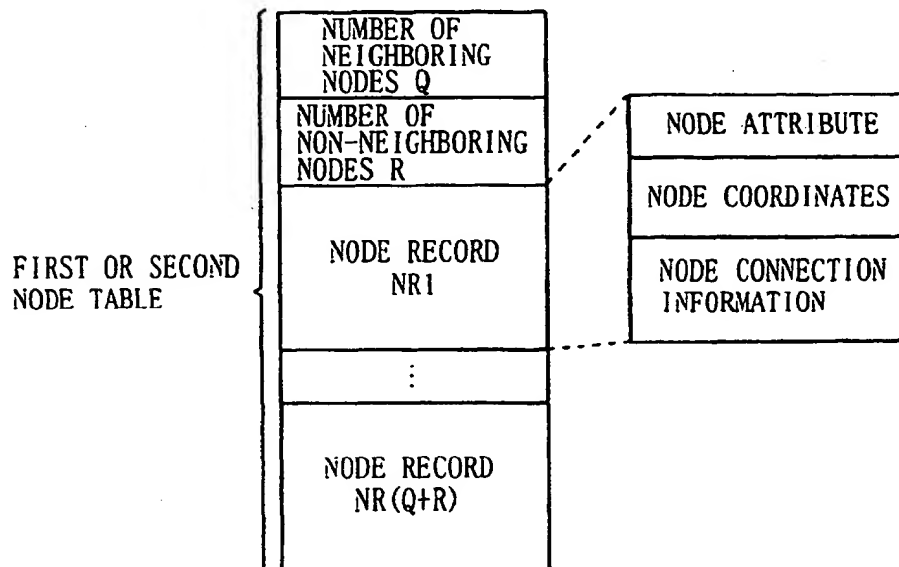 NUMBER OF
NEIGHBORING
NODES Q
NUMBER OF
NON-NEIGHBORING
NODES R
NODE RECORD
NR1
⋮
NODE RECORD
NR(Q+R)
FIRST OR SECOND
NODE TABLE
NODE ATTRIBUTE
NODE COORDINATES
NODE CONNECTION
INFORMATION